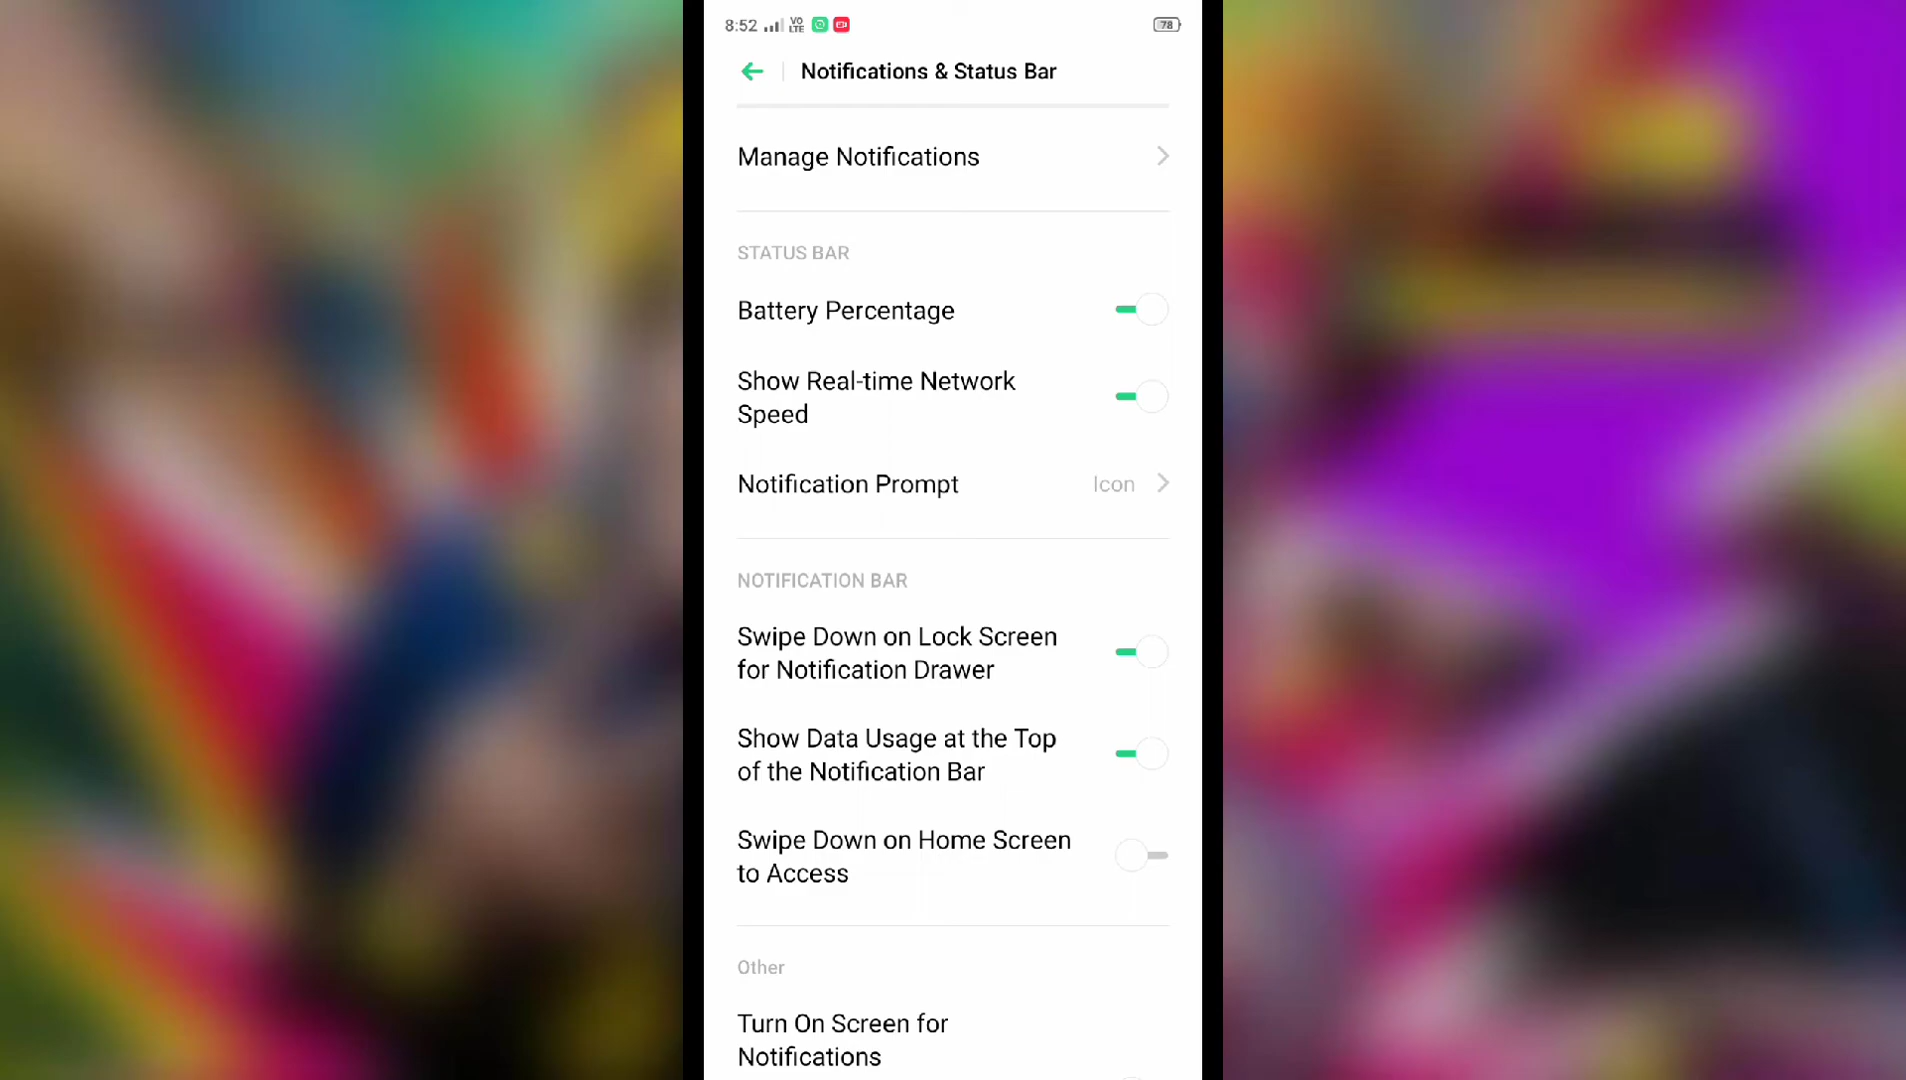 8:52 VO LTE 78
Notifications & Status Bar
Manage Notifications
STATUS BAR
Battery Percentage
Show Real-time Network
Speed
Notification Prompt Icon
NOTIFICATION BAR
Swipe Down on Lock Screen
for Notification Drawer
Show Data Usage at the Top
of the Notification Bar
Swipe Down on Home Screen
to Access
Other
Turn On Screen for
Notifications